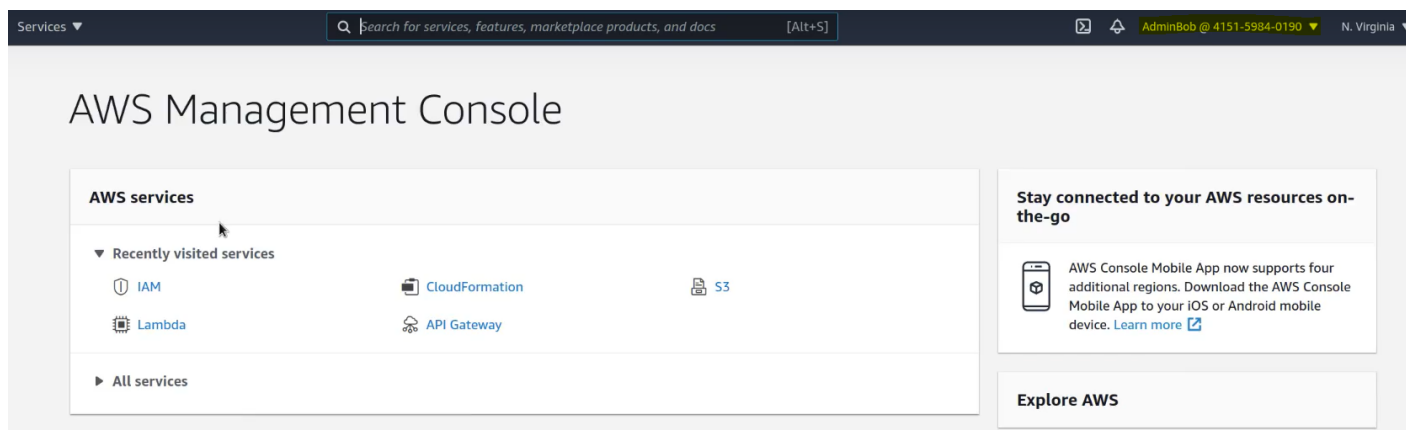 Services ▼
Search for services, features, marketplace products, and docs [Alt+S]
AdminBob @ 4151-5984-0190 ▼
N. Virginia
AWS Management Console
AWS services
▼ Recently visited services
IAM
CloudFormation
S3
Lambda
API Gateway
▶ All services
Stay connected to your AWS resources on-
the-go
AWS Console Mobile App now supports four
additional regions. Download the AWS Console
Mobile App to your iOS or Android mobile
device. Learn more
Explore AWS